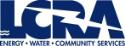 LCRA
ENERGY • WATER • COMMUNITY SERVICES